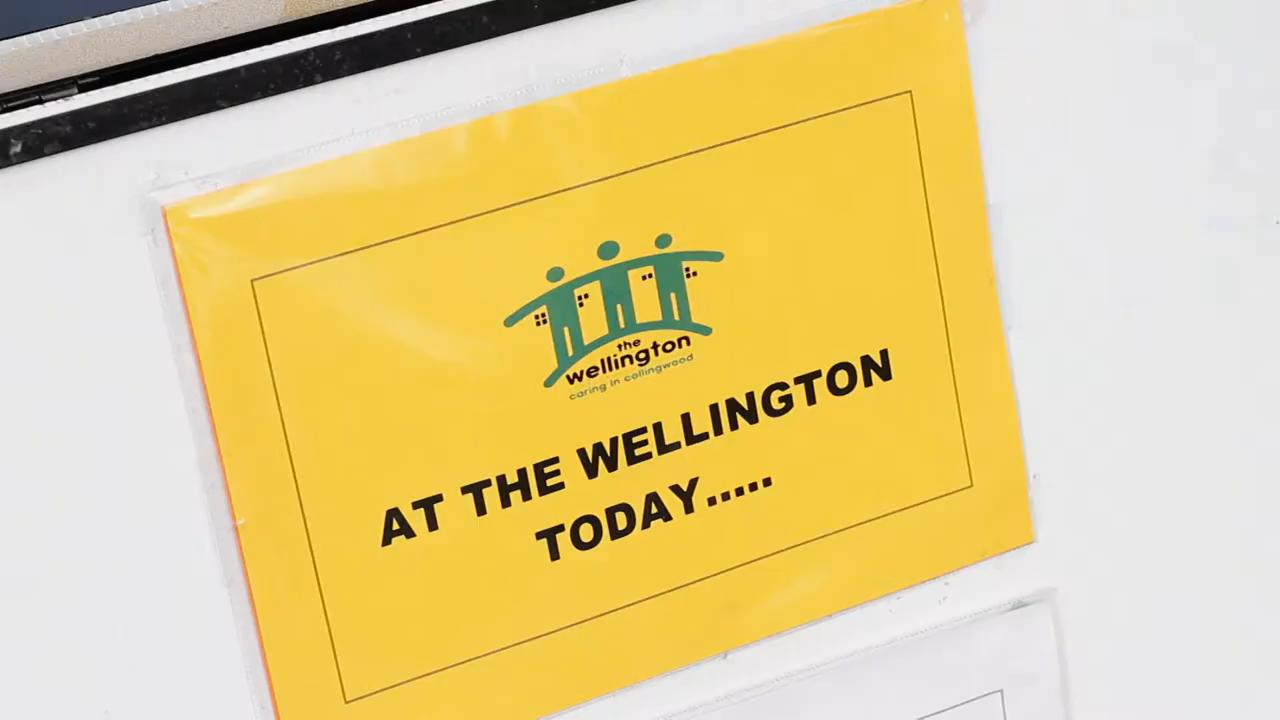 the
wellington
caring in collingwood
AT THE WELLINGTON
TODAY.....